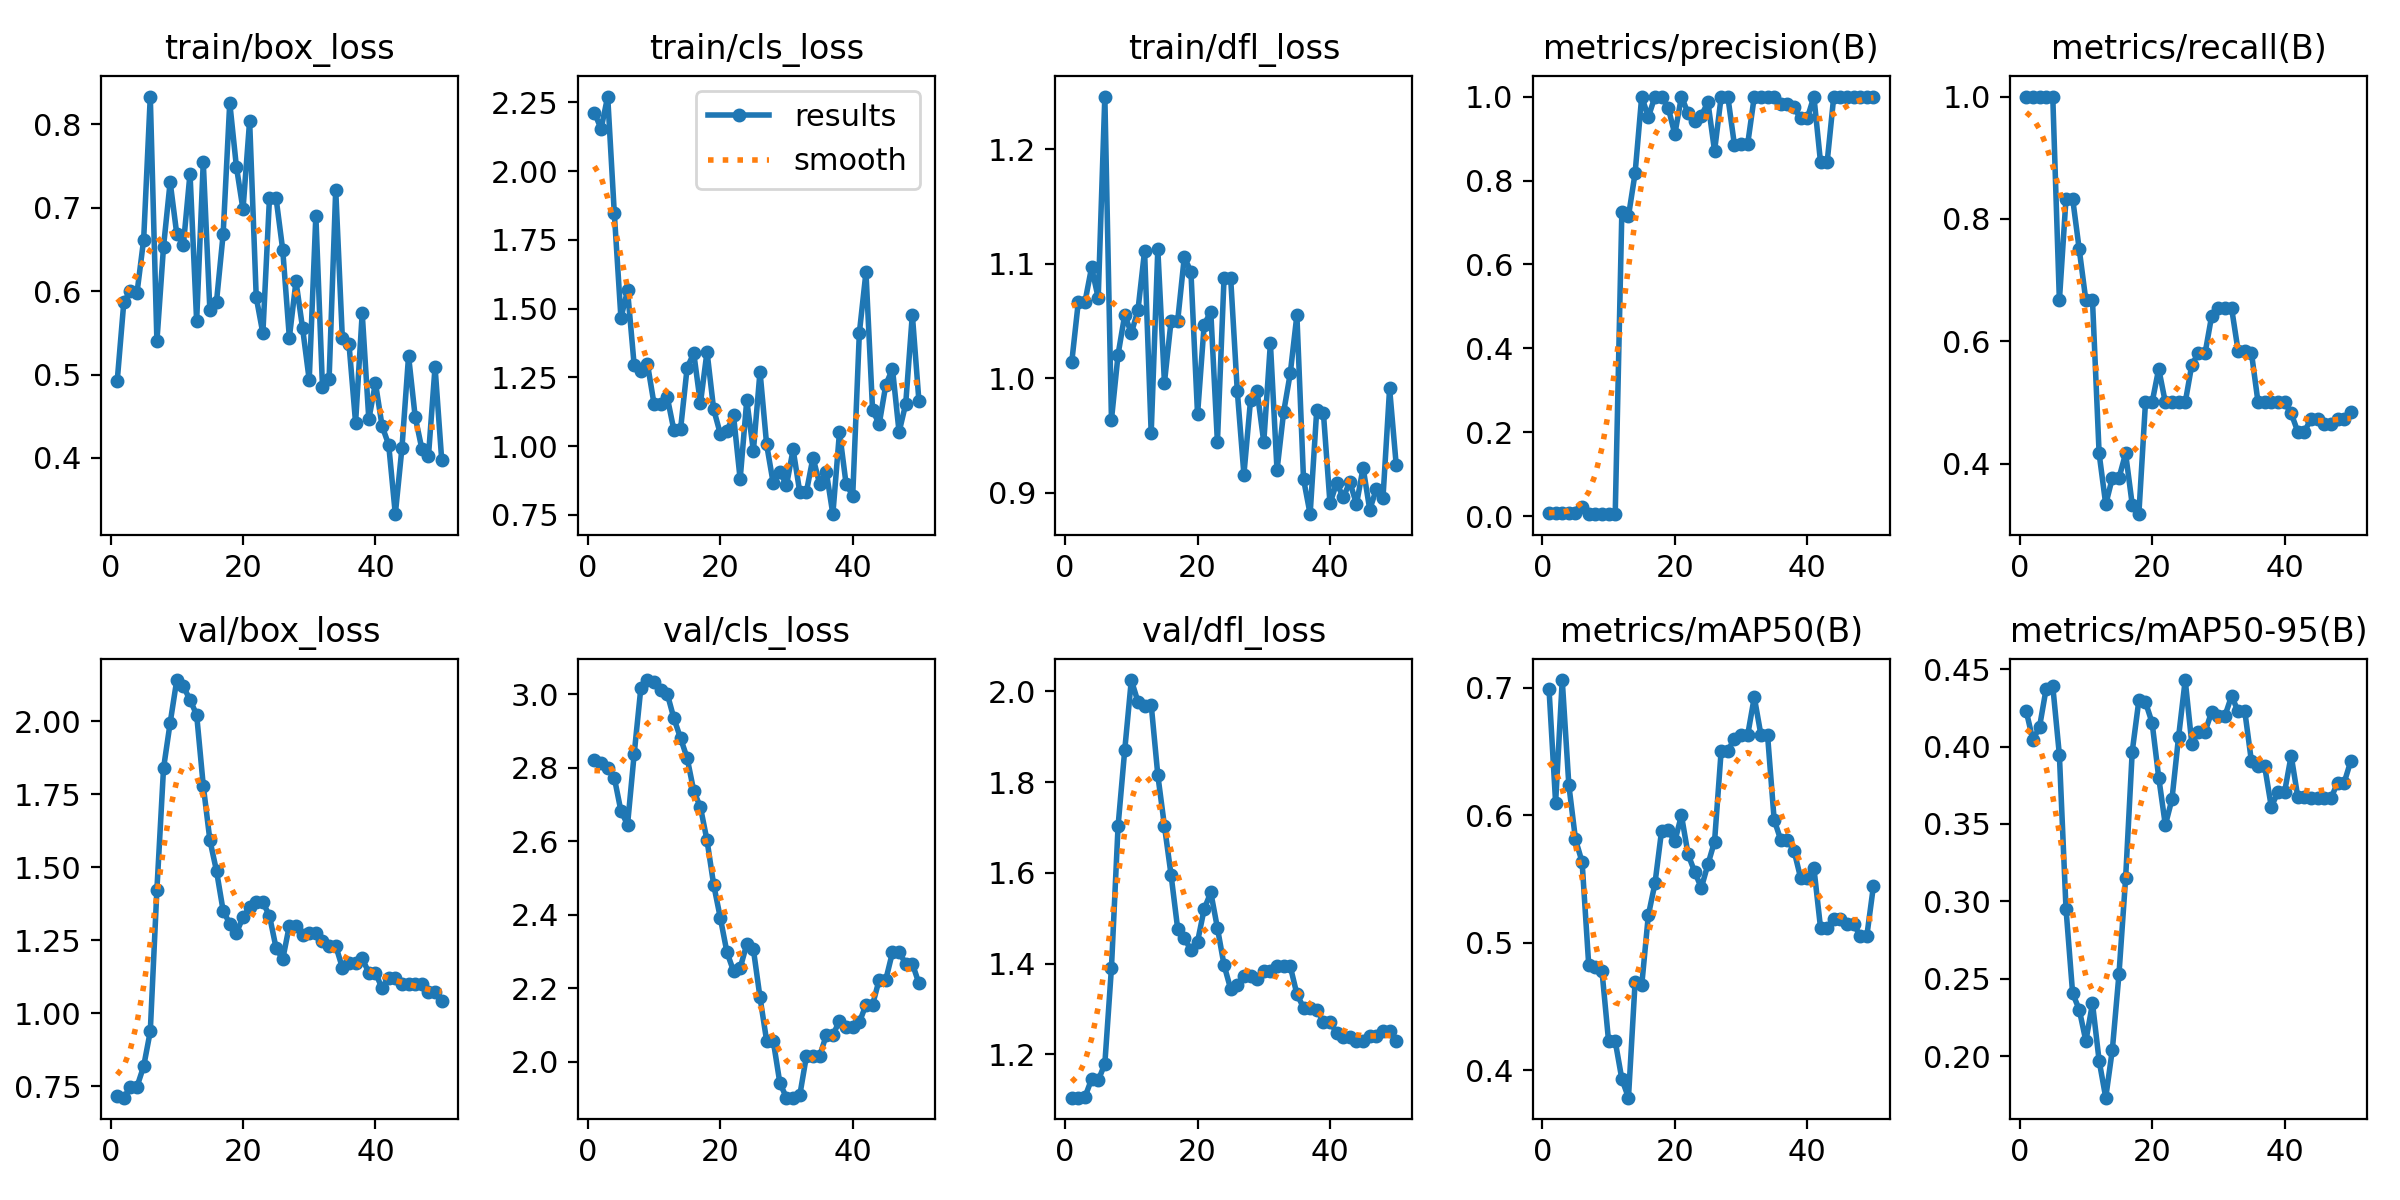 train/box_loss
0.8
0.7
0.6
0.5
0.4
0 20 40
train/cls_loss
results
smooth
2.25
2.00
1.75
1.50
1.25
1.00
0.75
0 20 40
train/dfl_loss
1.2
1.1
1.0
0.9
0 20 40
metrics/precision(B)
1.0
0.8
0.6
0.4
0.2
0.0
0 20 40
metrics/recall(B)
1.0
0.8
0.6
0.4
0 20 40
val/box_loss
2.00
1.75
1.50
1.25
1.00
0.75
0 20 40
val/cls_loss
3.0
2.8
2.6
2.4
2.2
2.0
0 20 40
val/dfl_loss
2.0
1.8
1.6
1.4
1.2
0 20 40
metrics/mAP50(B)
0.7
0.6
0.5
0.4
0 20 40
metrics/mAP50-95(B)
0.45
0.40
0.35
0.30
0.25
0.20
0 20 40